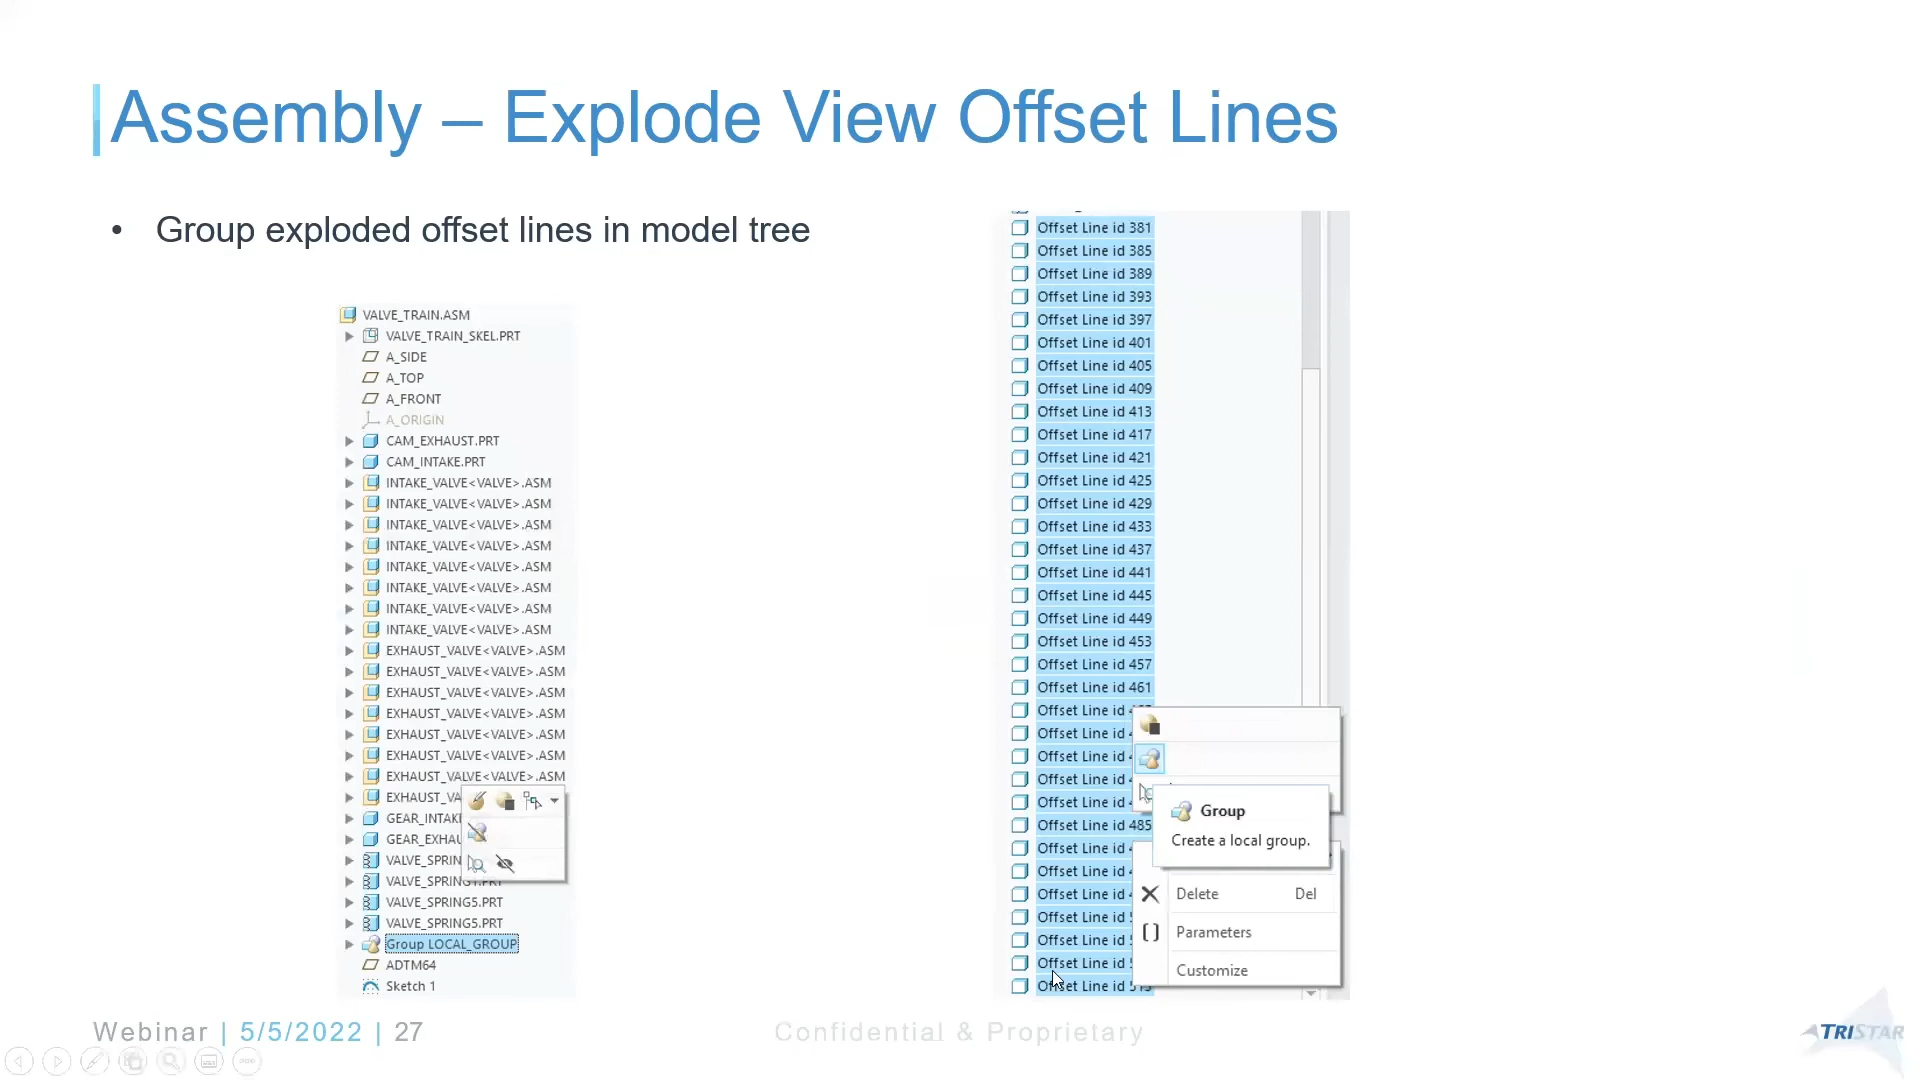 Assembly – Explode View Offset Lines
• Group exploded offset lines in model tree
VALVE_TRAIN.ASM
VALVE_TRAIN_SKEL.PRT
A_SIDE
A_TOP
A_FRONT
A_ORIGIN
CAM_EXHAUST.PRT
CAM_INTAKE.PRT
INTAKE_VALVE<VALVE>.ASM
INTAKE_VALVE<VALVE>.ASM
INTAKE_VALVE<VALVE>.ASM
INTAKE_VALVE<VALVE>.ASM
INTAKE_VALVE<VALVE>.ASM
INTAKE_VALVE<VALVE>.ASM
INTAKE_VALVE<VALVE>.ASM
INTAKE_VALVE<VALVE>.ASM
EXHAUST_VALVE<VALVE>.ASM
EXHAUST_VALVE<VALVE>.ASM
EXHAUST_VALVE<VALVE>.ASM
EXHAUST_VALVE<VALVE>.ASM
EXHAUST_VALVE<VALVE>.ASM
EXHAUST_VALVE<VALVE>.ASM
EXHAUST_VALVE<VALVE>.ASM
EXHAUST_VA
GEAR_INTAK
GEAR_EXHAU
VALVE_SPRIN
VALVE_SPRING1.PRT
VALVE_SPRING5.PRT
VALVE_SPRING5.PRT
Group LOCAL_GROUP
ADTM64
Sketch 1
Offset Line id 381
Offset Line id 385
Offset Line id 389
Offset Line id 393
Offset Line id 397
Offset Line id 401
Offset Line id 405
Offset Line id 409
Offset Line id 413
Offset Line id 417
Offset Line id 421
Offset Line id 425
Offset Line id 429
Offset Line id 433
Offset Line id 437
Offset Line id 441
Offset Line id 445
Offset Line id 449
Offset Line id 453
Offset Line id 457
Offset Line id 461
Offset Line id
Offset Line id
Offset Line id
Offset Line id
Offset Line id
Offset Line id 485
Offset Line id
Offset Line id
Offset Line id
Offset Line id
Offset Line id
Offset Line id
Offset Line id 513
Group
Create a local group.
Delete Del
Parameters
Customize
Webinar | 5/5/2022 | 27
Confidential & Proprietary
TRISTAR